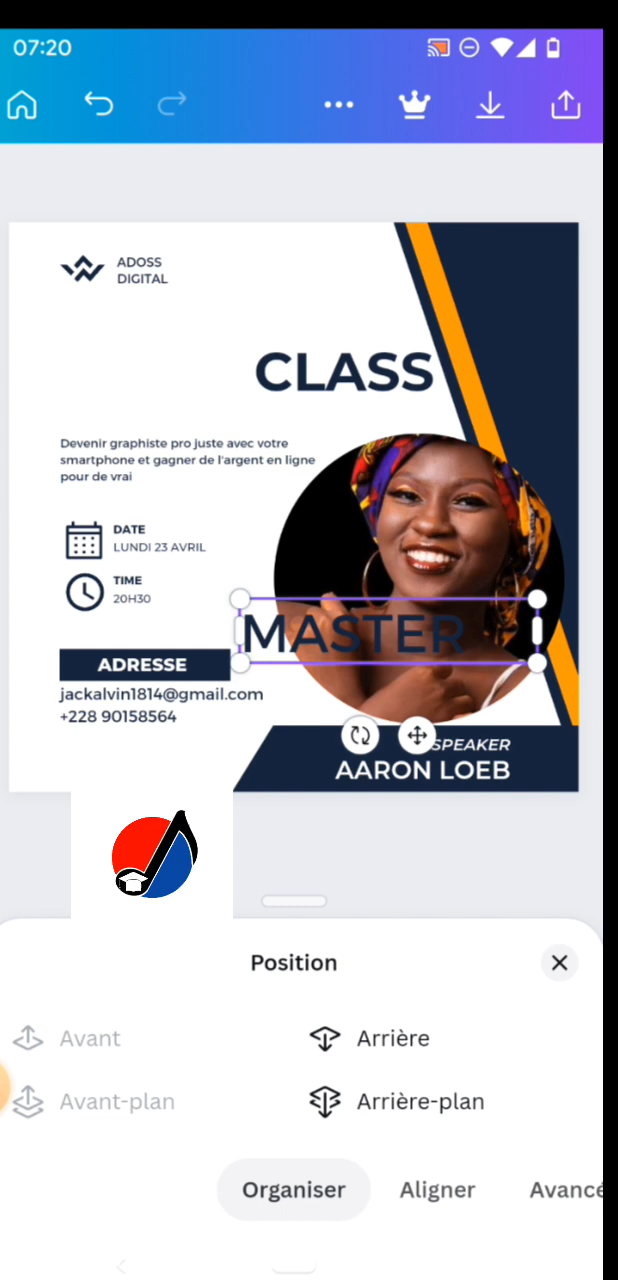 07:20
ADOSS
DIGITAL
CLASS
Devenir graphiste pro juste avec votre
smartphone et gagner de l'argent en ligne
pour de vrai
DATE
LUNDI 23 AVRIL
TIME
20H30
MASTER
ADRESSE
jackalvin1814@gmail.com
+228 90158564
SPEAKER
AARON LOEB
Position
Avant
Arrière
Avant-plan
Arrière-plan
Organiser
Aligner
Avancé